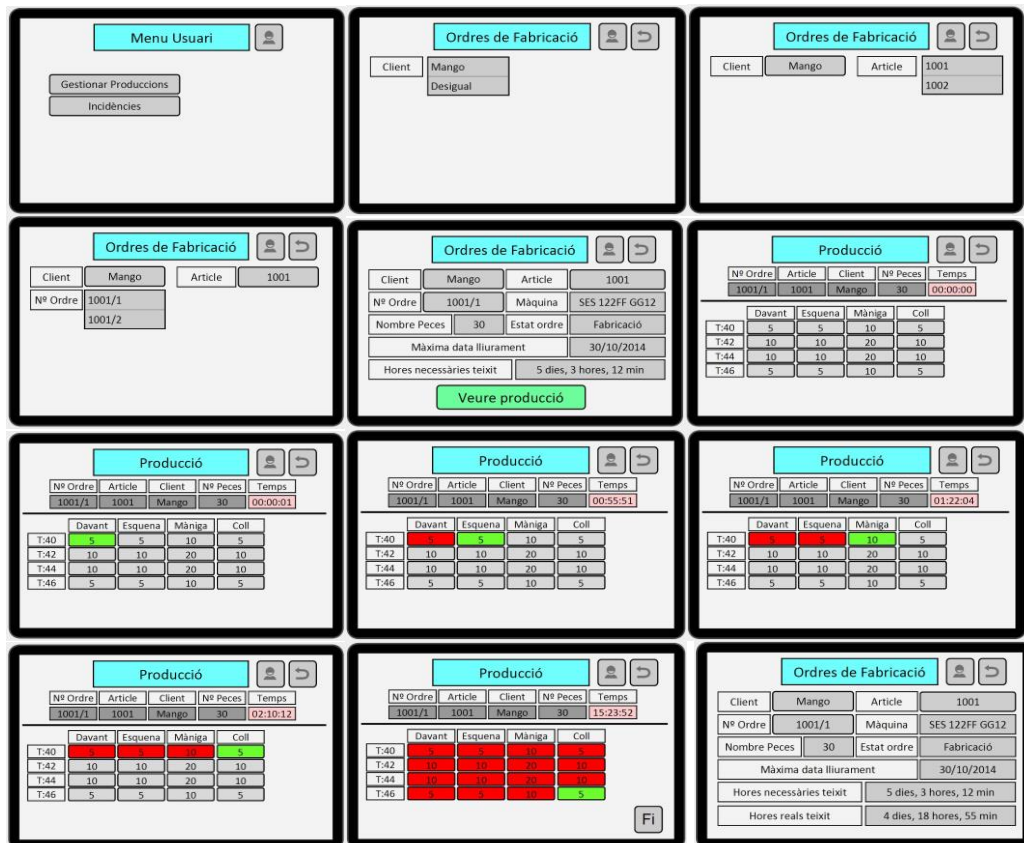 Menu Usuari
Gestionar Produccions
Incidències
Ordres de Fabricació
Client Mango
Desigual
Ordres de Fabricació
Client Mango Article 1001
1002
Ordres de Fabricació
Client Mango Article 1001
Nº Ordre 1001/1
1001/2
Ordres de Fabricació
Client Mango Article 1001
Nº Ordre 1001/1 Màquina SES 122FF GG12
Nombre Peces 30 Estat ordre Fabricació
Màxima data lliurament 30/10/2014
Hores necessàries teixit 5 dies, 3 hores, 12 min
Veure producció
Producció
Nº Ordre Article Client Nº Peces Temps
1001/1 1001 Mango 30 00:00:00
Davant Esquena Màniga Coll
T:40 5 5 10 5
T:42 10 10 20 10
T:44 10 10 20 10
T:46 5 5 10 5
Producció
Nº Ordre Article Client Nº Peces Temps
1001/1 1001 Mango 30 00:00:01
Davant Esquena Màniga Coll
T:40 5 5 10 5
T:42 10 10 20 10
T:44 10 10 20 10
T:46 5 5 10 5
Producció
Nº Ordre Article Client Nº Peces Temps
1001/1 1001 Mango 30 00:55:51
Davant Esquena Màniga Coll
T:40 5 5 10 5
T:42 10 10 20 10
T:44 10 10 20 10
T:46 5 5 10 5
Producció
Nº Ordre Article Client Nº Peces Temps
1001/1 1001 Mango 30 01:22:04
Davant Esquena Màniga Coll
T:40 5 5 10 5
T:42 10 10 20 10
T:44 10 10 20 10
T:46 5 5 10 5
Producció
Nº Ordre Article Client Nº Peces Temps
1001/1 1001 Mango 30 02:10:12
Davant Esquena Màniga Coll
T:40 5 5 10 5
T:42 10 10 20 10
T:44 10 10 20 10
T:46 5 5 10 5
Producció
Nº Ordre Article Client Nº Peces Temps
1001/1 1001 Mango 30 15:23:52
Davant Esquena Màniga Coll
T:40 5 5 10 5
T:42 10 10 20 10
T:44 10 10 20 10
T:46 5 5 10 5
Fi
Ordres de Fabricació
Client Mango Article 1001
Nº Ordre 1001/1 Màquina SES 122FF GG12
Nombre Peces 30 Estat ordre Fabricació
Màxima data lliurament 30/10/2014
Hores necessàries teixit 5 dies, 3 hores, 12 min
Hores reals teixit 4 dies, 18 hores, 55 min